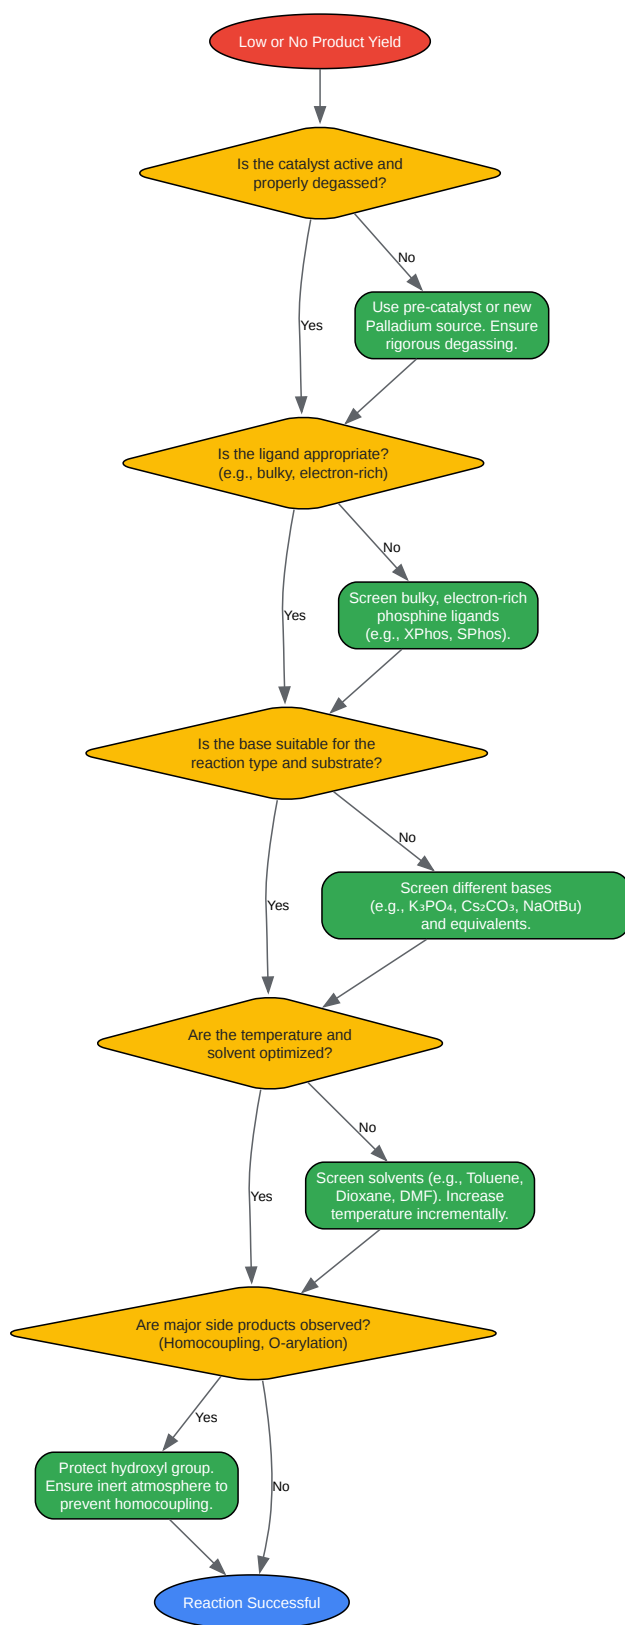 Low or No Product Yield
Is the catalyst active and
properly degassed?
No
Use pre-catalyst or new
Palladium source. Ensure
rigorous degassing.
Yes
Is the ligand appropriate?
(e.g., bulky, electron-rich)
No
Screen bulky, electron-rich
phosphine ligands
(e.g., XPhos, SPhos).
Yes
Is the base suitable for the
reaction type and substrate?
No
Screen different bases
(e.g., K₃PO₄, Cs₂CO₃, NaOtBu)
and equivalents.
Yes
Are the temperature and
solvent optimized?
No
Screen solvents (e.g., Toluene,
Dioxane, DMF). Increase
temperature incrementally.
Yes
Are major side products observed?
(Homocoupling, O-arylation)
Yes
Protect hydroxyl group.
Ensure inert atmosphere to
prevent homocoupling.
No
Reaction Successful